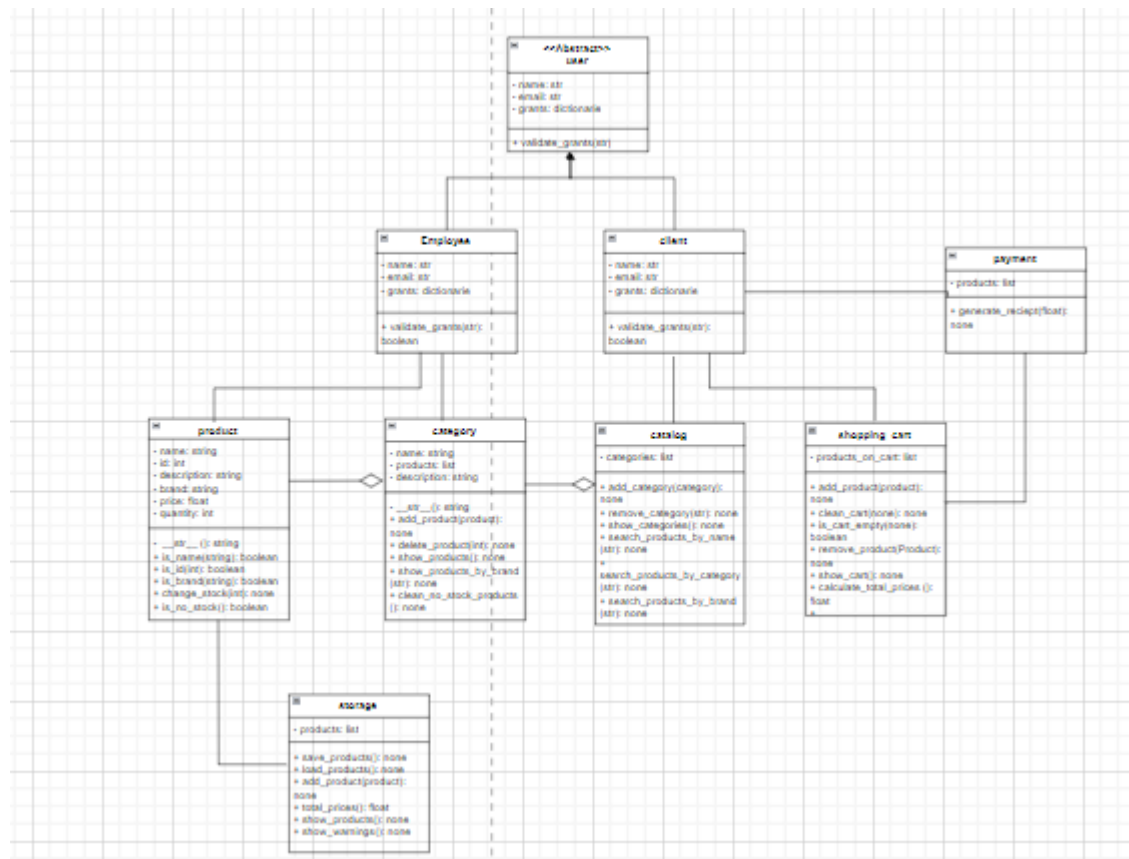 <<Abstract>>
user
- name: str
- email: str
- grants: dictionarie
+ validate_grants(str)
Employee
- name: str
- email: str
- grants: dictionarie
+ validate_grants(str):
boolean
client
- name: str
- email: str
- grants: dictionarie
+ validate_grants(str):
boolean
payment
- products: list
+ generate_reciept(float):
none
product
- name: string
- id: int
- description: string
- brand: string
- price: float
- quantity: int
- __str__ (): string
+ is_name(string): boolean
+ is_id(int): boolean
+ is_brand(string): boolean
+ change_stock(int): none
+ is_no_stock(): boolean
category
- name: string
- products: list
- description: string
- __str__(): string
+ add_product(product):
none
+ delete_product(int): none
+ show_products(): none
+ show_products_by_brand
(str): none
+ clean_no_stock_products
(): none
catalog
- categories: list
+ add_category(category):
none
+ remove_category(str): none
+ show_categories(): none
+ search_products_by_name
(str): none
+
search_products_by_category
(str): none
+ search_products_by_brand
(str): none
shopping_cart
- products_on_cart: list
+ add_product(product):
none
+ clean_cart(none): none
+ is_cart_empty(none):
boolean
+ remove_product(Product):
none
+ show_cart(): none
+ calculate_total_prices ():
float
+
storage
- products: list
+ save_products(): none
+ load_products(): none
+ add_product(product):
none
+ total_prices(): float
+ show_products(): none
+ show_warnings(): none